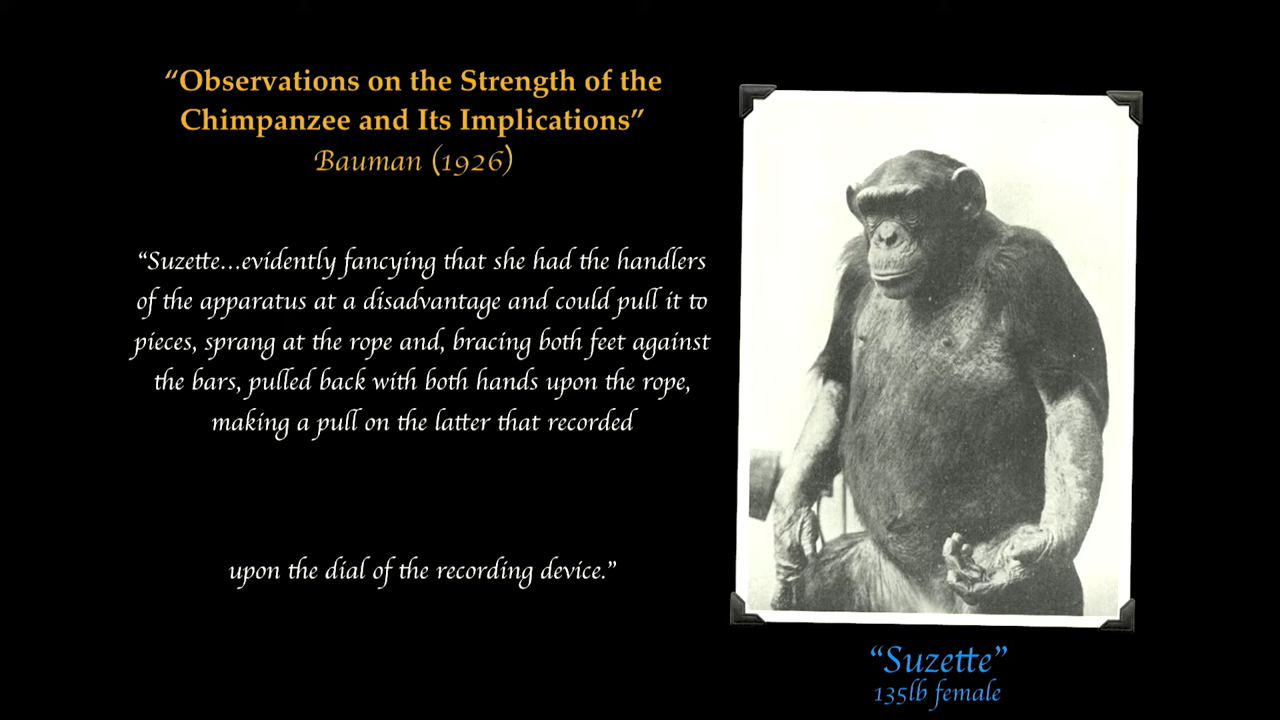 “Observations on the Strength of the
Chimpanzee and Its Implications”
Bauman (1926)
“Suzette...evidently fancying that she had the handlers
of the apparatus at a disadvantage and could pull it to
pieces, sprang at the rope and, bracing both feet against
the bars, pulled back with both hands upon the rope,
making a pull on the latter that recorded
upon the dial of the recording device.”
“Suzette”
135lb female